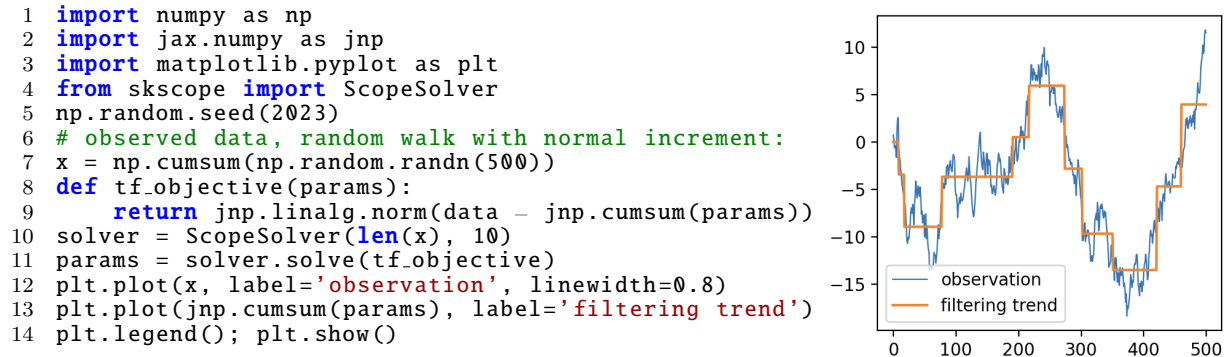 1 import numpy as np
2 import jax.numpy as jnp
3 import matplotlib.pyplot as plt
4 from skscope import ScopeSolver
5 np.random.seed(2023)
6 # observed data, random walk with normal increment:
7 x = np.cumsum(np.random.randn(500))
8 def tf_objective(params):
9     return jnp.linalg.norm(data - jnp.cumsum(params))
10 solver = ScopeSolver(len(x), 10)
11 params = solver.solve(tf_objective)
12 plt.plot(x, label='observation', linewidth=0.8)
13 plt.plot(jnp.cumsum(params), label='filtering trend')
14 plt.legend(); plt.show()
10
5
0
−5
−10
−15
observation
filtering trend
0 100 200 300 400 500